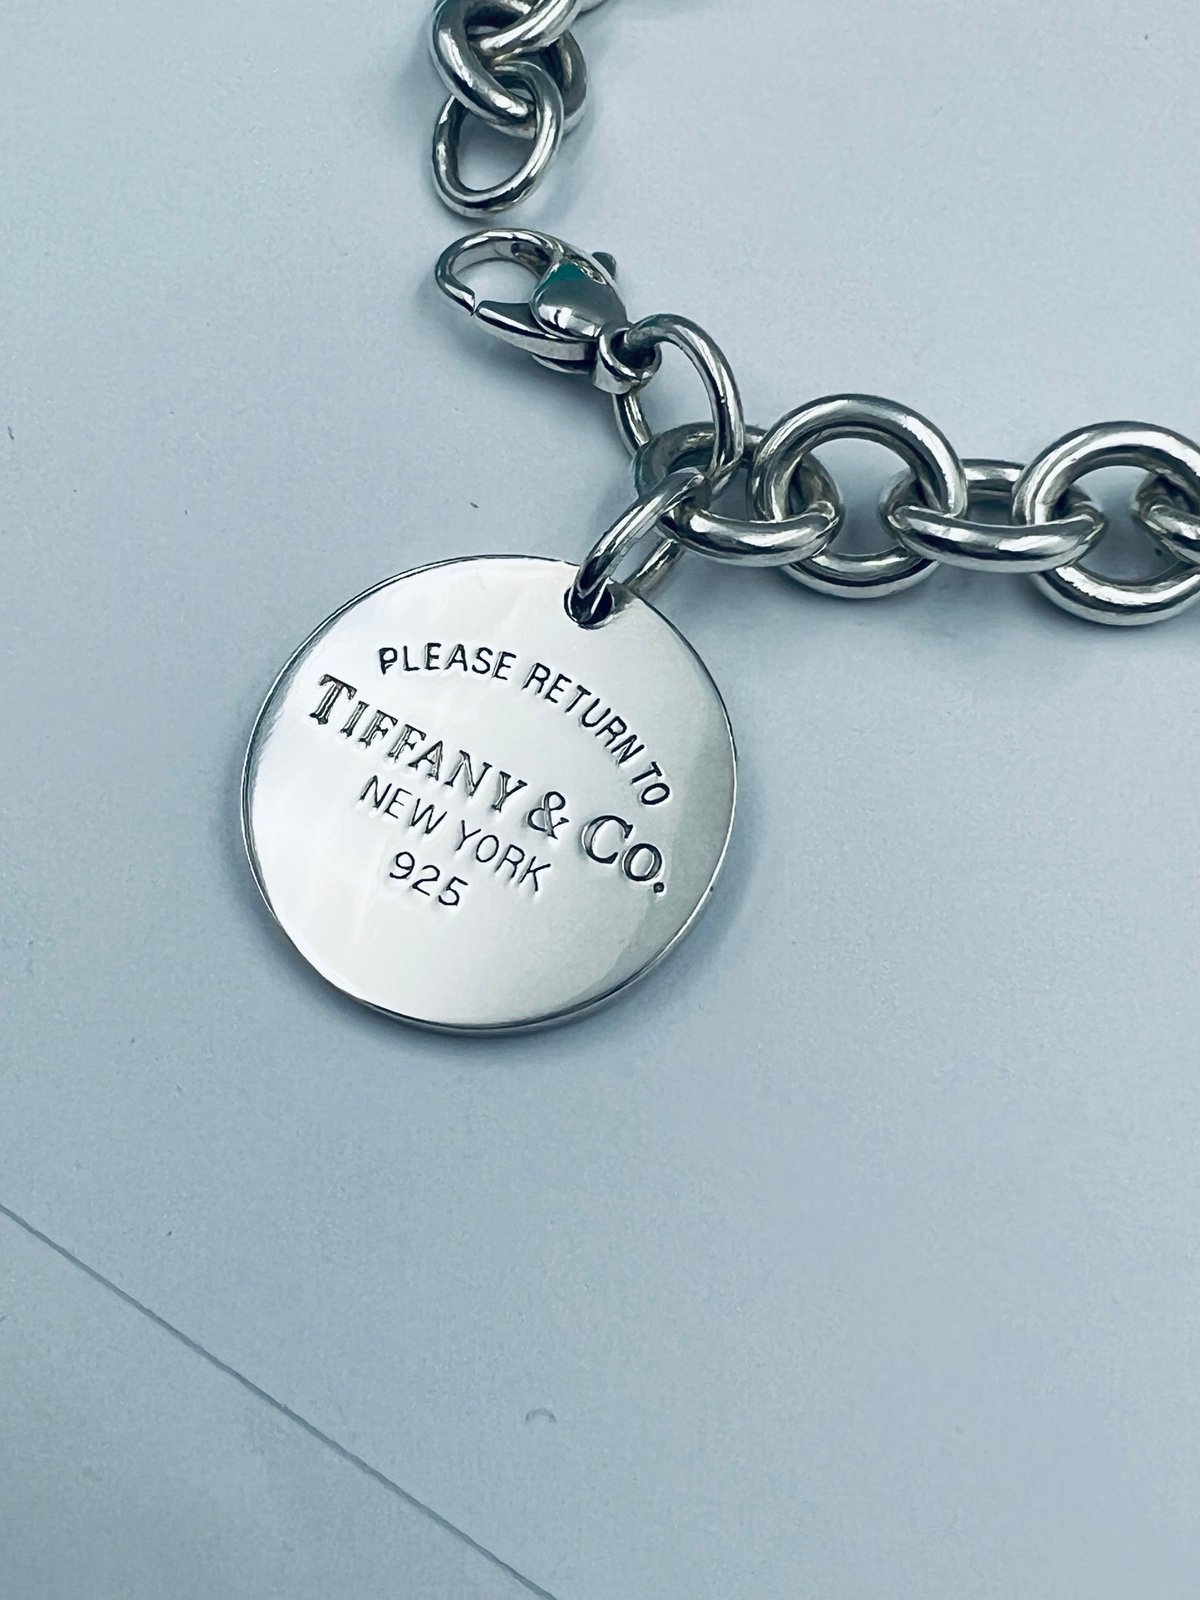 PLEASE RETURN TO
TIFFANY & CO.
NEW YORK
925